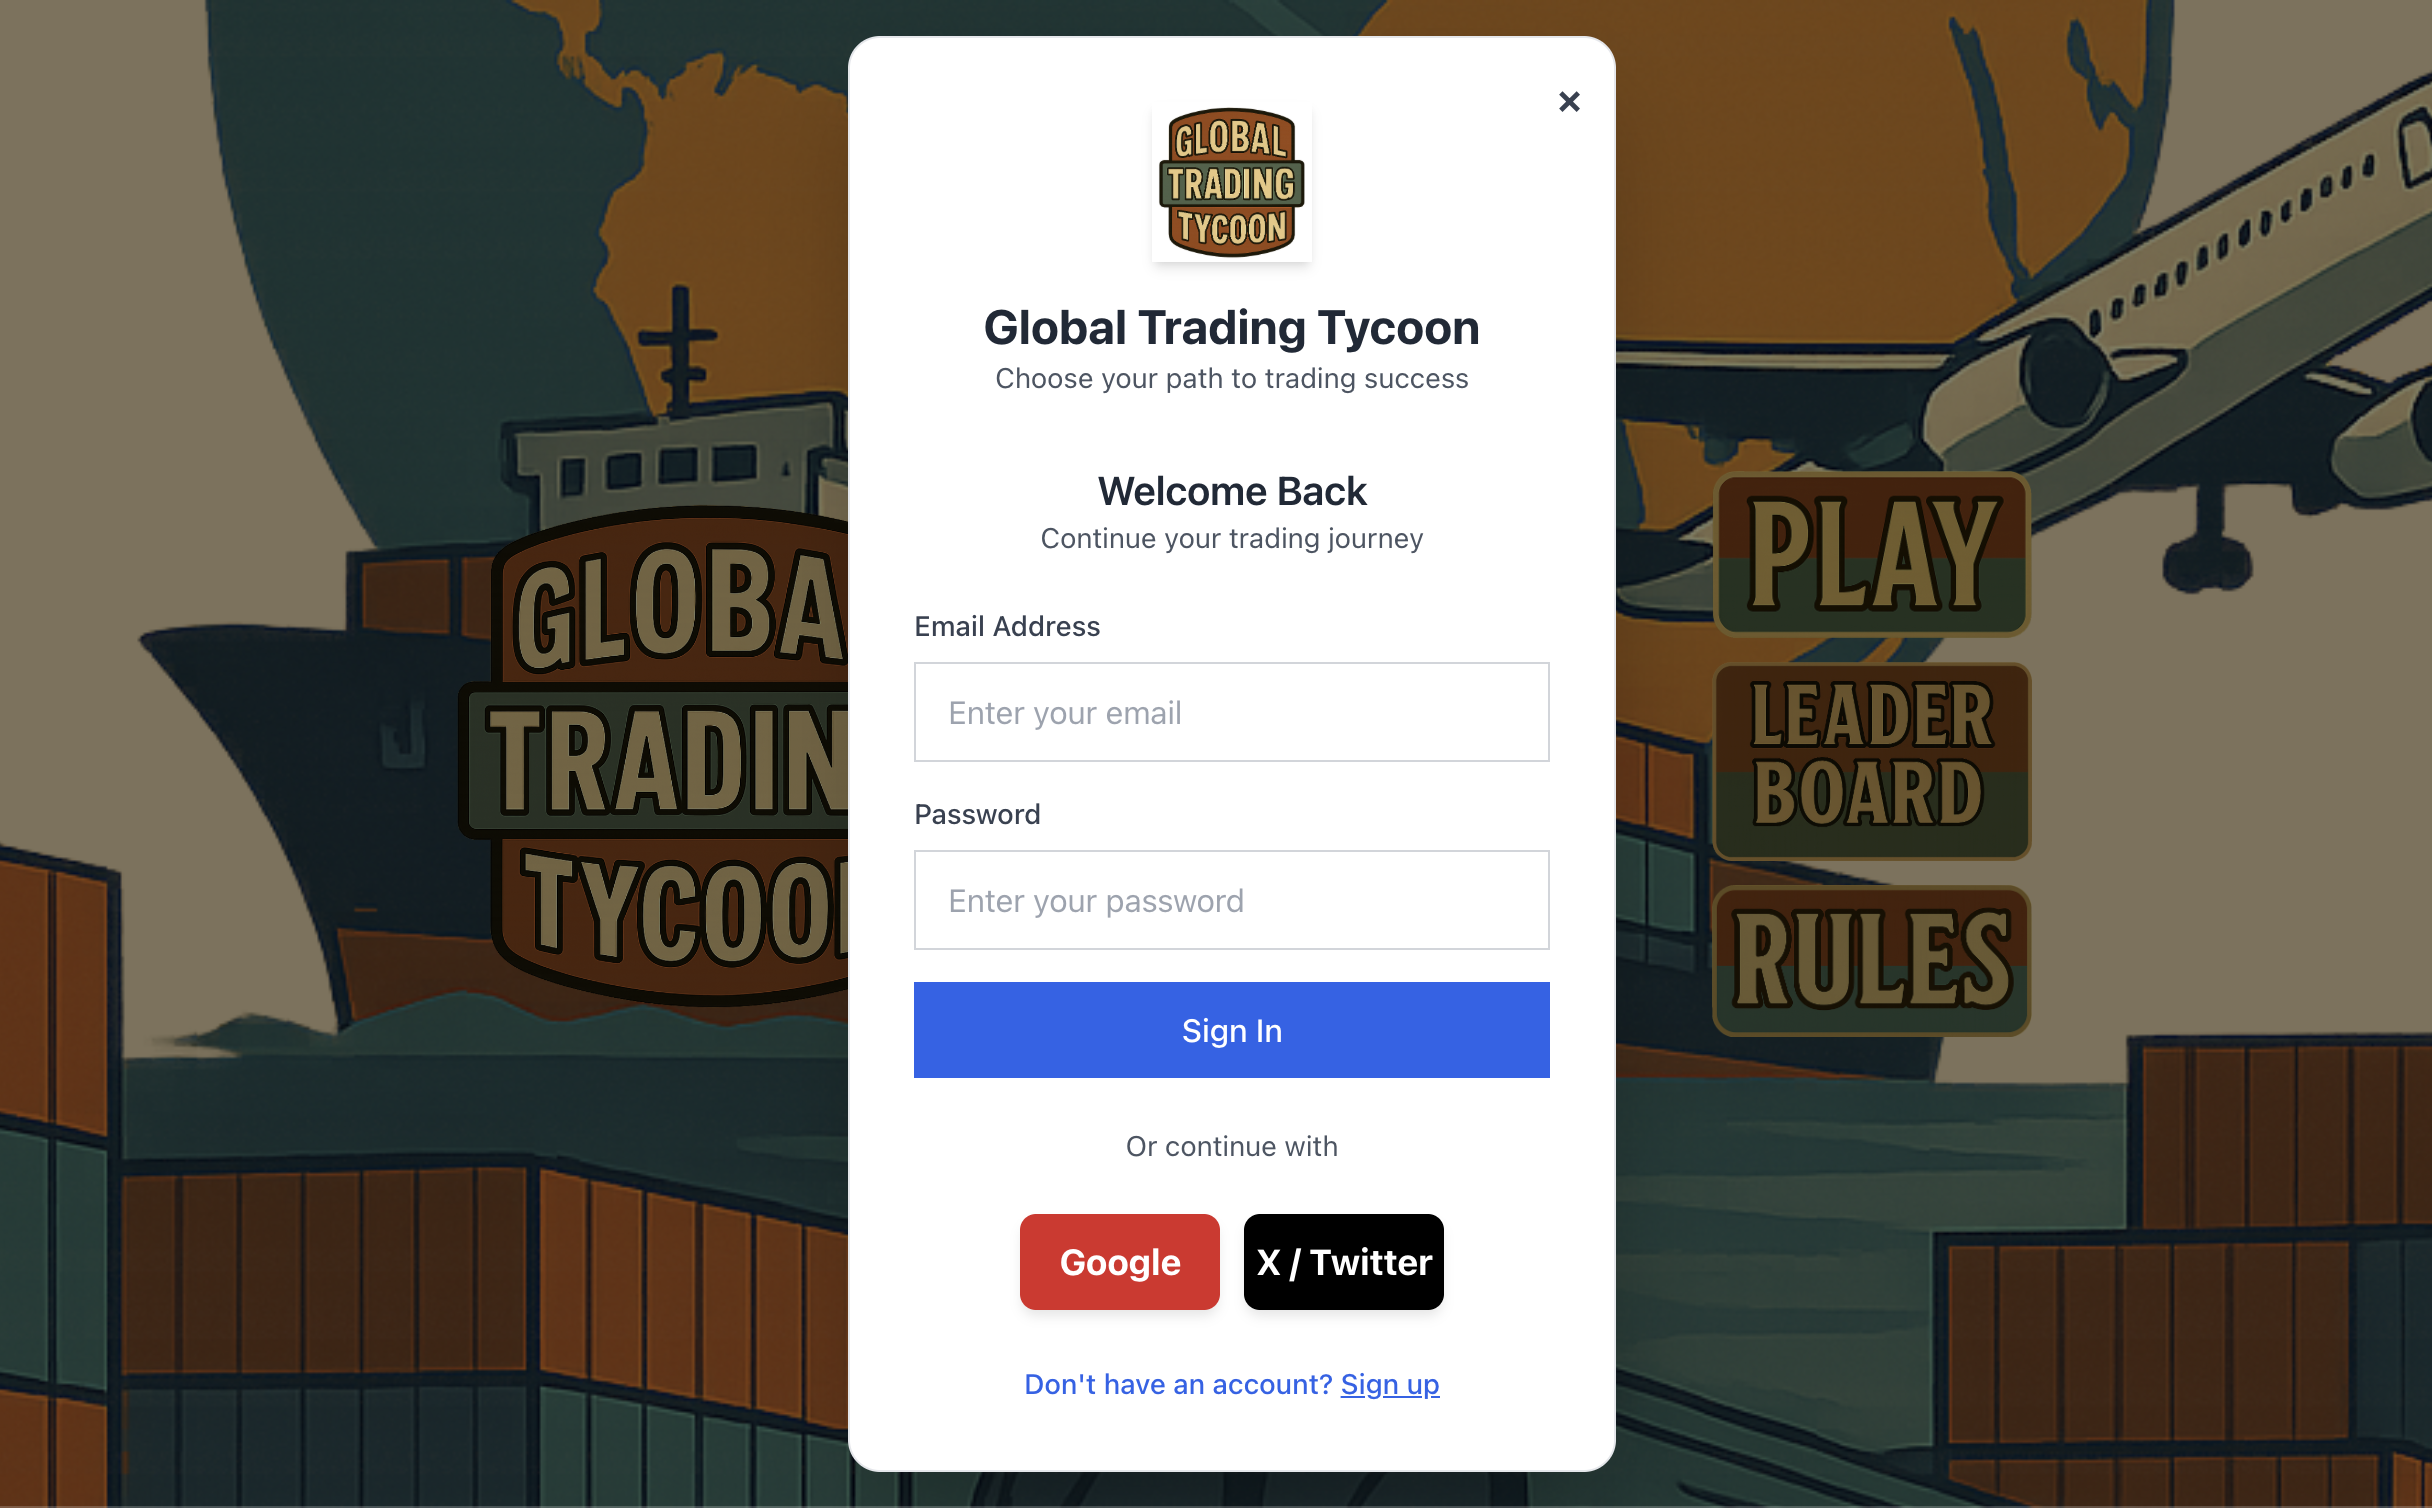 GLOBAL
TRADING
TYCOON
Global Trading Tycoon
Choose your path to trading success
Welcome Back
Continue your trading journey
Email Address
Enter your email
Password
Enter your password
Sign In
Or continue with
Google
X / Twitter
Don't have an account? Sign up
GLOBA
TRADIN
TYCOO
PLAY
LEADER
BOARD
RULES